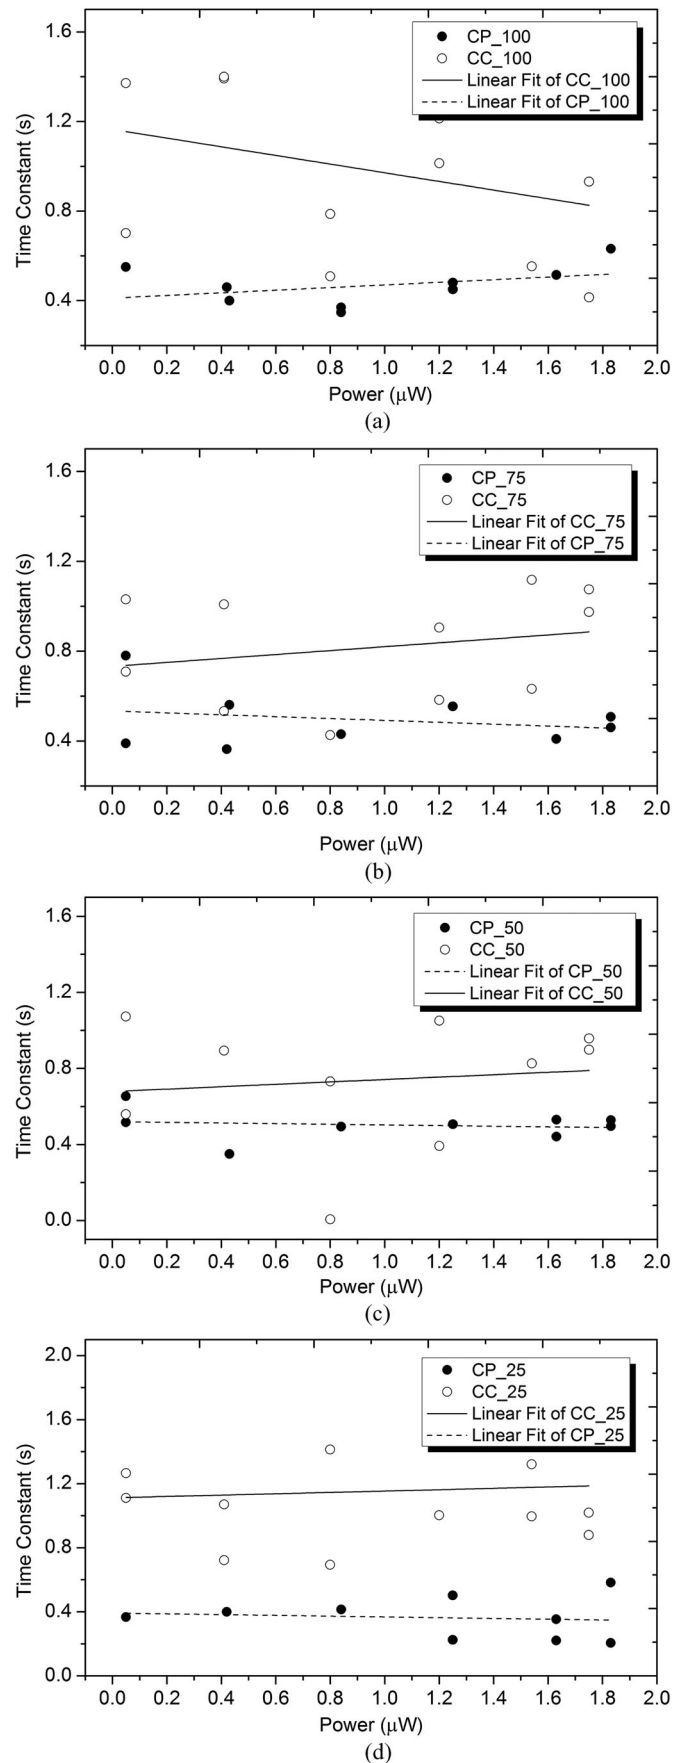 1.6
1.2
0.8
0.4
Time Constant (s)
CP_100
CC_100
Linear Fit of CC_100
Linear Fit of CP_100
0.0 0.2 0.4 0.6 0.8 1.0 1.2 1.4 1.6 1.8 2.0
Power (μW)
(a)
1.6
1.2
0.8
0.4
Time Constant (s)
CP_75
CC_75
Linear Fit of CC_75
Linear Fit of CP_75
0.0 0.2 0.4 0.6 0.8 1.0 1.2 1.4 1.6 1.8 2.0
Power (μW)
(b)
1.6
1.2
0.8
0.4
0.0
Time Constant (s)
CP_50
CC_50
Linear Fit of CP_50
Linear Fit of CC_50
0.0 0.2 0.4 0.6 0.8 1.0 1.2 1.4 1.6 1.8 2.0
Power (μW)
(c)
2.0
1.6
1.2
0.8
0.4
0.0
Time Constant (s)
CP_25
CC_25
Linear Fit of CC_25
Linear Fit of CP_25
0.0 0.2 0.4 0.6 0.8 1.0 1.2 1.4 1.6 1.8 2.0
Power (μW)
(d)